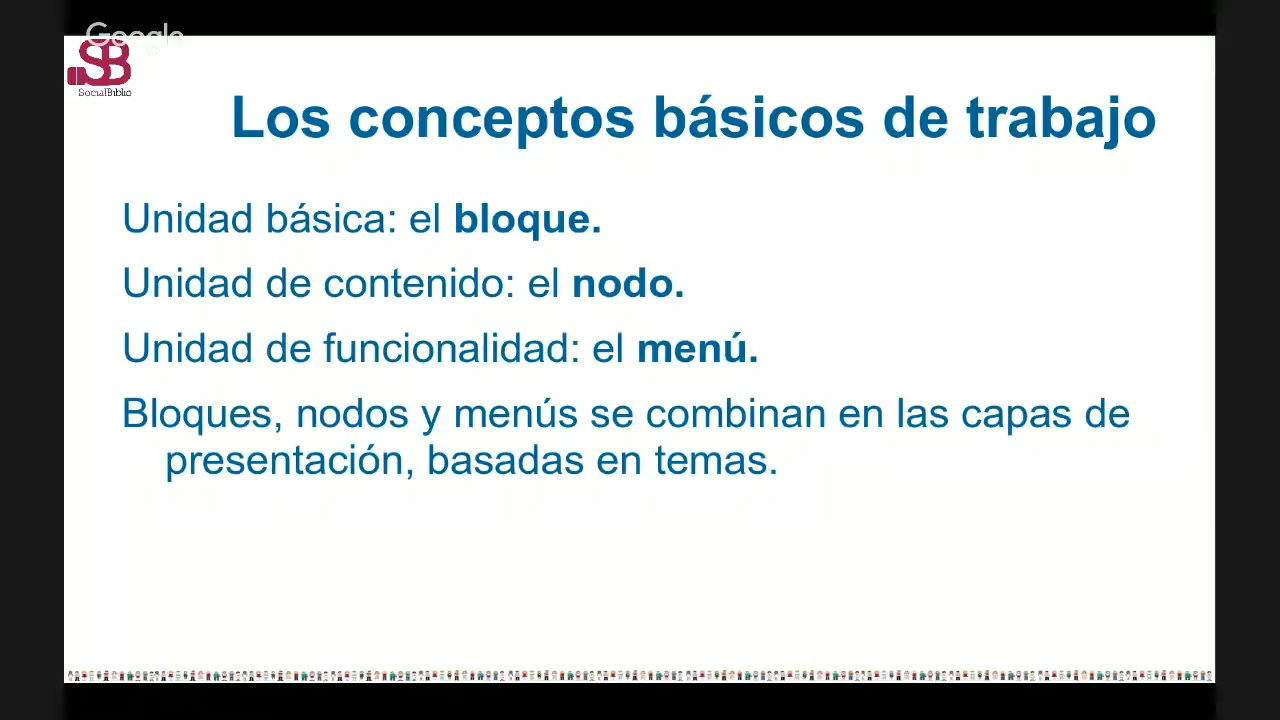 Google
SB
SocialBiblio
Los conceptos básicos de trabajo
Unidad básica: el bloque.
Unidad de contenido: el nodo.
Unidad de funcionalidad: el menú.
Bloques, nodos y menús se combinan en las capas de
presentación, basadas en temas.